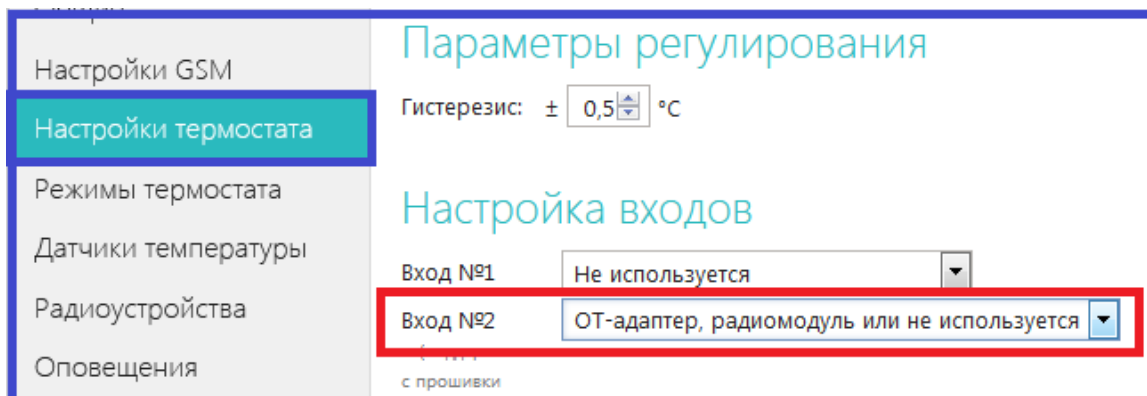 Параметры регулирования
Настройки GSM
Гистерезис: ± 0,5 °C
Настройки термостата
Режимы термостата
Настройка входов
Датчики температуры
Вход №1 Не используется
Радиоустройства
Вход №2 ОТ-адаптер, радиомодуль или не используется
Оповещения
с прошивки